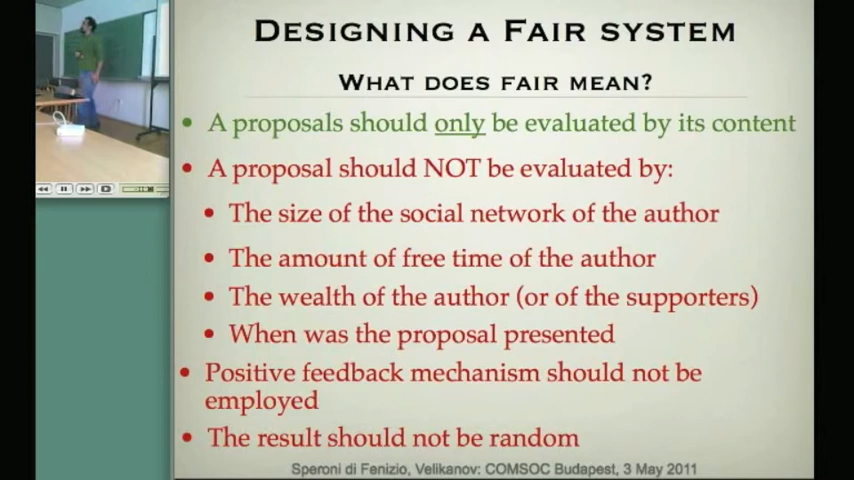 DESIGNING A FAIR SYSTEM
WHAT DOES FAIR MEAN?
• A proposals should only be evaluated by its content
• A proposal should NOT be evaluated by:
• The size of the social network of the author
• The amount of free time of the author
• The wealth of the author (or of the supporters)
• When was the proposal presented
• Positive feedback mechanism should not be
employed
• The result should not be random
Speroni di Fenizio, Velikanov: COMSOC Budapest, 3 May 2011